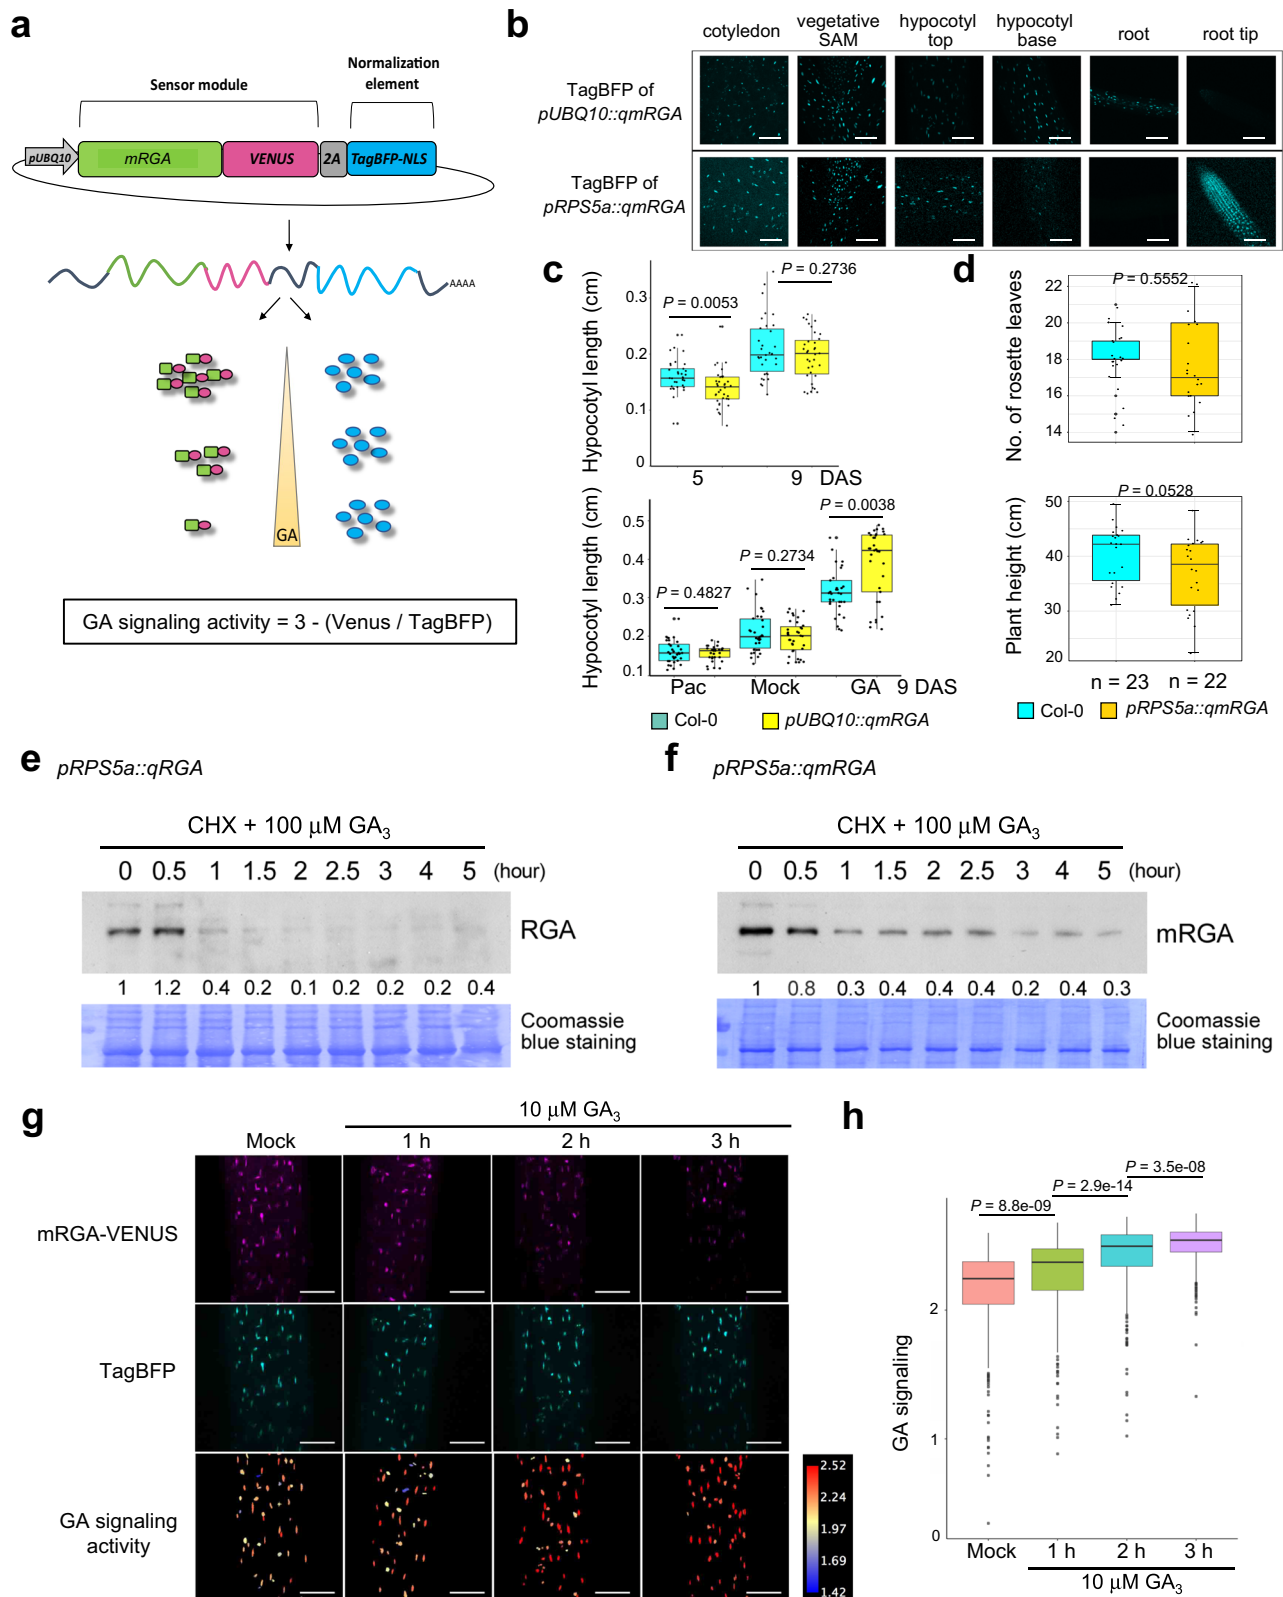 a
Sensor module
Normalization
element
pUBQ10
mRGA
VENUS
2A
TagBFP-NLS
AAAA
GA
GA signaling activity = 3 - (Venus / TagBFP)
b
cotyledon
vegetative
SAM
hypocotyl
top
hypocotyl
base
root
root tip
TagBFP of
pUBQ10::qmRGA
TagBFP of
pRPS5a::qmRGA
c
Hypocotyl length (cm)
0.3
0.2
0.1
0
P = 0.0053
P = 0.2736
5 9 DAS
Hypocotyl length (cm)
0.5
0.4
0.3
0.2
0.1
P = 0.4827
P = 0.2734
P = 0.0038
Pac Mock GA 9 DAS
Col-0 pUBQ10::qmRGA
d
No. of rosette leaves
22
20
18
16
14
P = 0.5552
Plant height (cm)
50
40
30
20
P = 0.0528
n = 23 n = 22
Col-0 pRPS5a::qmRGA
e pRPS5a::qRGA
CHX + 100 μM GA3
0 0.5 1 1.5 2 2.5 3 4 5 (hour)
RGA
1 1.2 0.4 0.2 0.1 0.2 0.2 0.2 0.4
Coomassie
blue staining
f pRPS5a::qmRGA
CHX + 100 μM GA3
0 0.5 1 1.5 2 2.5 3 4 5 (hour)
mRGA
1 0.8 0.3 0.4 0.4 0.4 0.2 0.4 0.3
Coomassie
blue staining
g
10 μM GA3
Mock 1 h 2 h 3 h
mRGA-VENUS
TagBFP
GA signaling
activity
2.52
2.24
1.97
1.69
1.42
h
P = 8.8e-09
P = 2.9e-14
P = 3.5e-08
GA signaling
2
1
0
Mock 1 h 2 h 3 h
10 μM GA3